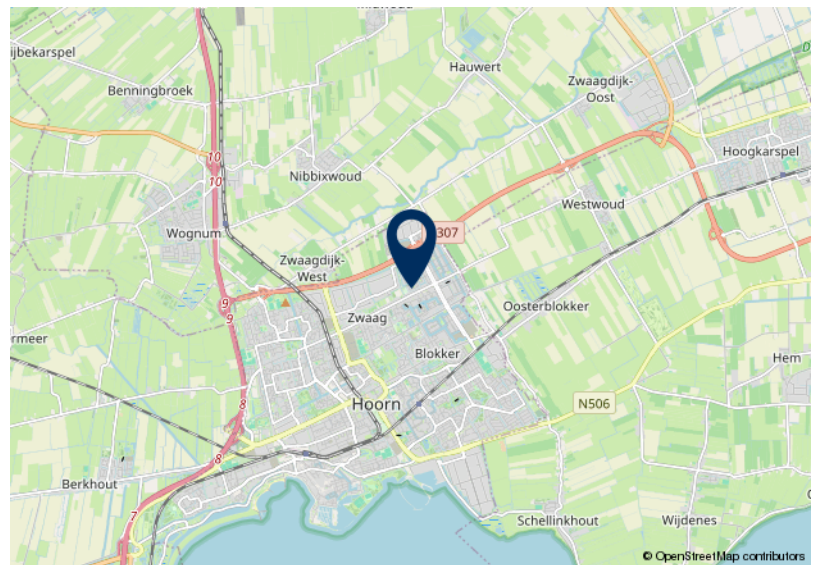 Hauwert
Zwaagdijk-
Oost
Benningbroek
Hoogkarspel
10
10
Nibbixwoud
Westwoud
Wognum
307
Zwaagdijk-
West
9
9
Zwaag
Oosterblokker
Blokker
Hem
8
Hoorn
N506
8
Berkhout
7
Schellinkhout
Wijdenes
© OpenStreetMap contributors